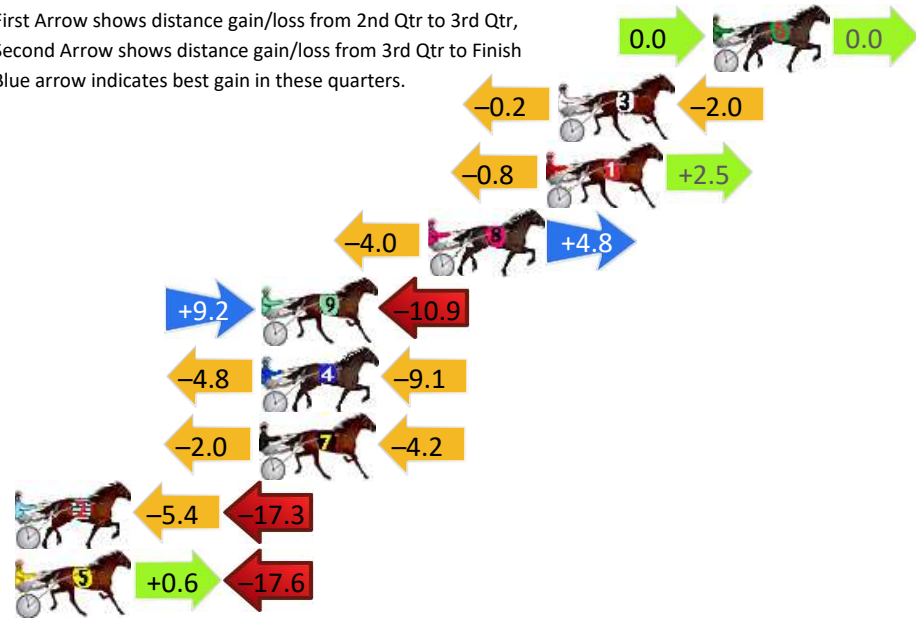 First Arrow shows distance gain/loss from 2nd Qtr to 3rd Qtr,
Second Arrow shows distance gain/loss from 3rd Qtr to Finish
Blue arrow indicates best gain in these quarters.
0.0 0.0
–0.2 3 –2.0
–0.8 1 +2.5
–4.0 8 +4.8
+9.2 9 –10.9
–4.8 4 –9.1
–2.0 7 –4.2
2 –5.4 –17.3
5 +0.6 –17.6